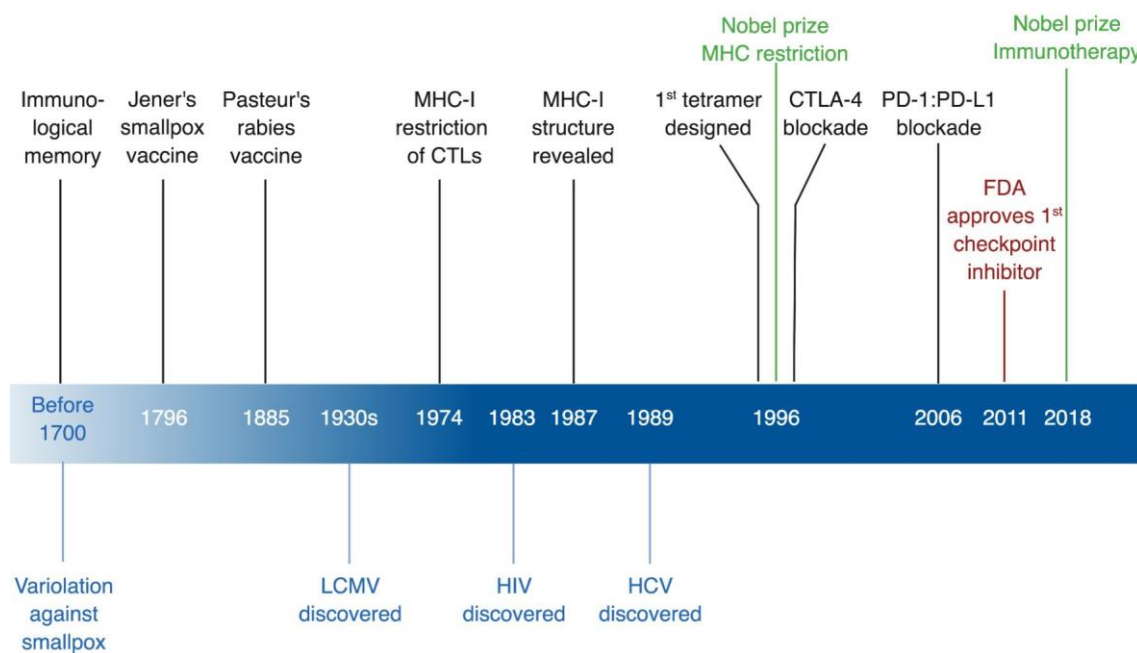 Nobel prize
MHC restriction
Nobel prize
Immunotherapy
Immuno-
logical
memory
Jener's
smallpox
vaccine
Pasteur's
rabies
vaccine
MHC-I
restriction
of CTLs
MHC-I
structure
revealed
1st tetramer
designed
CTLA-4
blockade
PD-1:PD-L1
blockade
FDA
approves 1st
checkpoint
inhibitor
Before
1700
1796
1885
1930s
1974
1983
1987
1989
1996
2006
2011
2018
Variolation
against
smallpox
LCMV
discovered
HIV
discovered
HCV
discovered